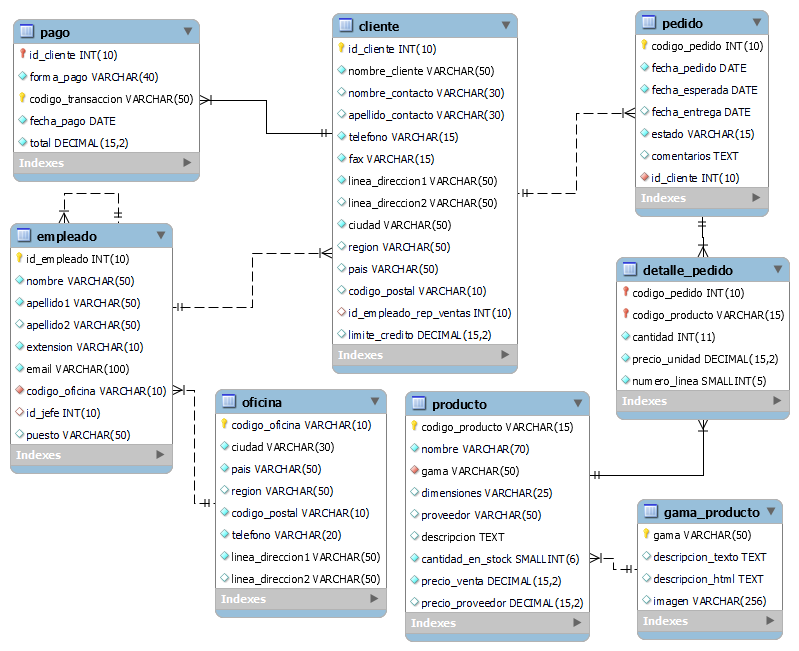 pago
id_cliente INT(10)
forma_pago VARCHAR(40)
codigo_transaccion VARCHAR(50)
fecha_pago DATE
total DECIMAL(15,2)
Indexes
cliente
id_cliente INT(10)
nombre_cliente VARCHAR(50)
nombre_contacto VARCHAR(30)
apellido_contacto VARCHAR(30)
telefono VARCHAR(15)
fax VARCHAR(15)
linea_direccion1 VARCHAR(50)
linea_direccion2 VARCHAR(50)
ciudad VARCHAR(50)
region VARCHAR(50)
pais VARCHAR(50)
codigo_postal VARCHAR(10)
id_empleado_rep_ventas INT(10)
limite_credito DECIMAL(15,2)
Indexes
pedido
codigo_pedido INT(10)
fecha_pedido DATE
fecha_esperada DATE
fecha_entrega DATE
estado VARCHAR(15)
comentarios TEXT
id_cliente INT(10)
Indexes
empleado
id_empleado INT(10)
nombre VARCHAR(50)
apellido1 VARCHAR(50)
apellido2 VARCHAR(50)
extension VARCHAR(10)
email VARCHAR(100)
codigo_oficina VARCHAR(10)
id_jefe INT(10)
puesto VARCHAR(50)
Indexes
detalle_pedido
codigo_pedido INT(10)
codigo_producto VARCHAR(15)
cantidad INT(11)
precio_unidad DECIMAL(15,2)
numero_linea SMALLINT(5)
Indexes
oficina
codigo_oficina VARCHAR(10)
ciudad VARCHAR(30)
pais VARCHAR(50)
region VARCHAR(50)
codigo_postal VARCHAR(10)
telefono VARCHAR(20)
linea_direccion1 VARCHAR(50)
linea_direccion2 VARCHAR(50)
Indexes
producto
codigo_producto VARCHAR(15)
nombre VARCHAR(70)
gama VARCHAR(50)
dimensiones VARCHAR(25)
proveedor VARCHAR(50)
descripcion TEXT
cantidad_en_stock SMALLINT(6)
precio_venta DECIMAL(15,2)
precio_proveedor DECIMAL(15,2)
Indexes
gama_producto
gama VARCHAR(50)
descripcion_texto TEXT
descripcion_html TEXT
imagen VARCHAR(256)
Indexes